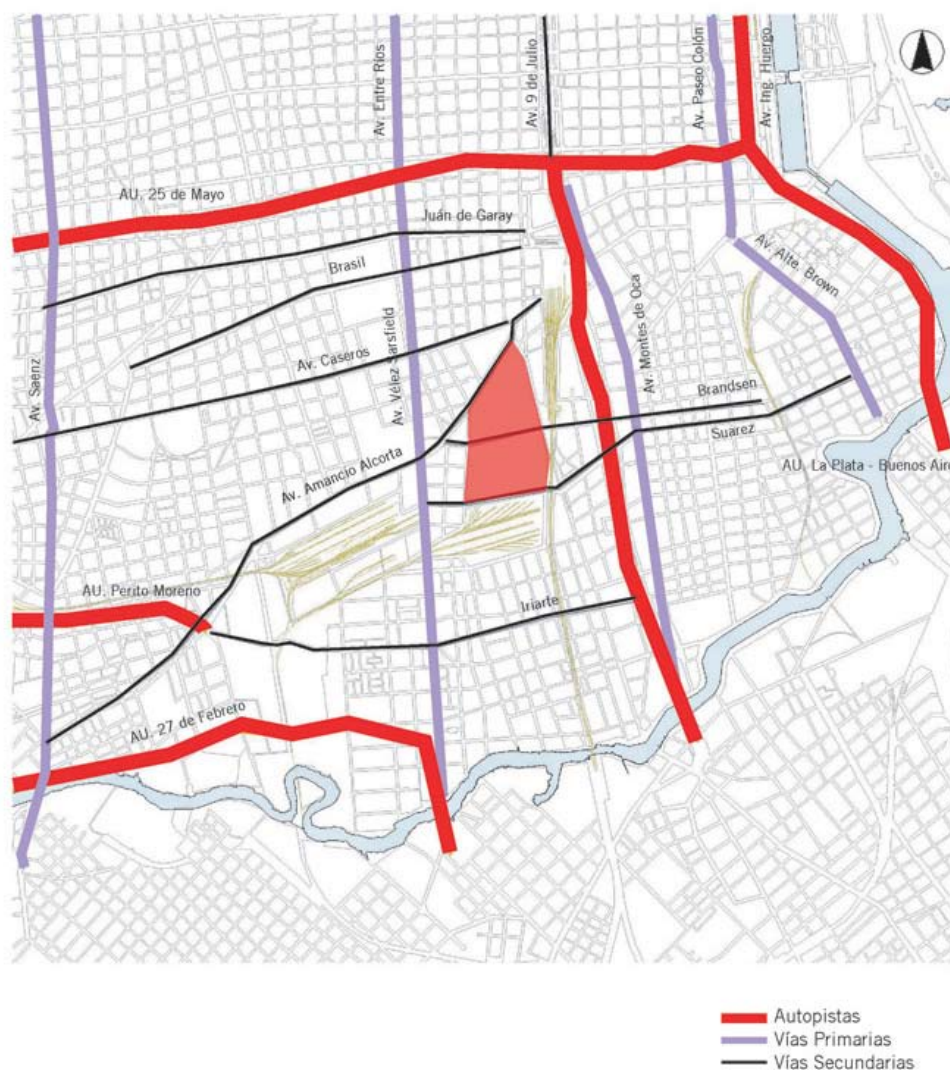 Av. Entre Ríos
Av. 9 de Julio
Av. Paseo Colón
Av. Ing. Huergo
AU. 25 de Mayo
Juán de Garay
Brasil
Av. Alte. Brown
Av. Saenz
Av. Caseros
Av. Vélez Sarsfield
Av. Montes de Oca
Brandsen
Suarez
Av. Amancio Alcorta
AU. La Plata - Buenos Aire
AU. Perito Moreno
Iriarte
AU. 27 de Febrero
Autopistas
Vías Primarias
Vías Secundarias